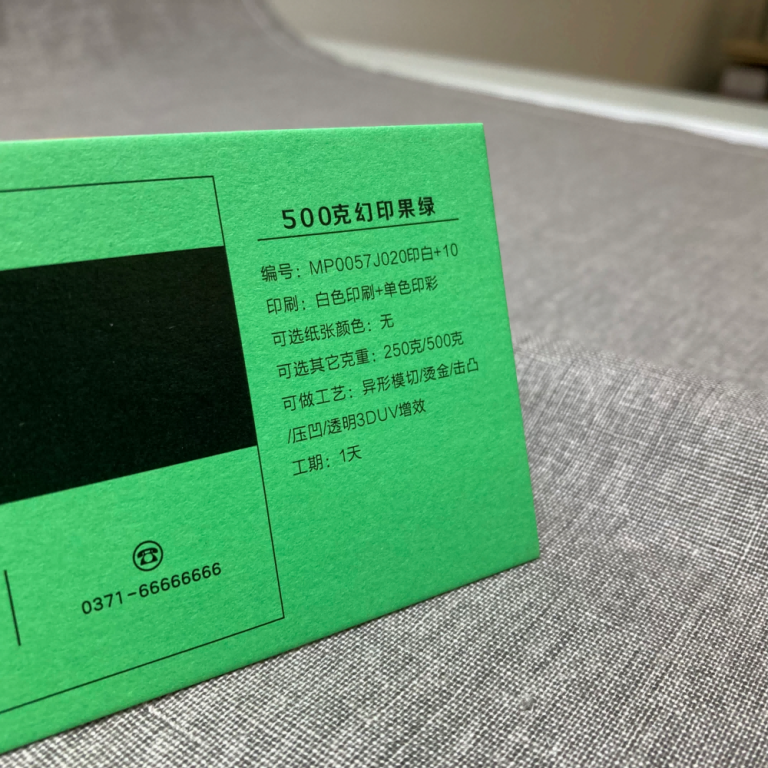 500克幻印果绿
编号：MP0057J020印白+10
印刷：白色印刷+单色印彩
可选纸张颜色：无
可选其它克重：250克/500克
可做工艺：异形模切/烫金/击凸
/压凹/透明3DUV增效
工期：1天
0371-66666666